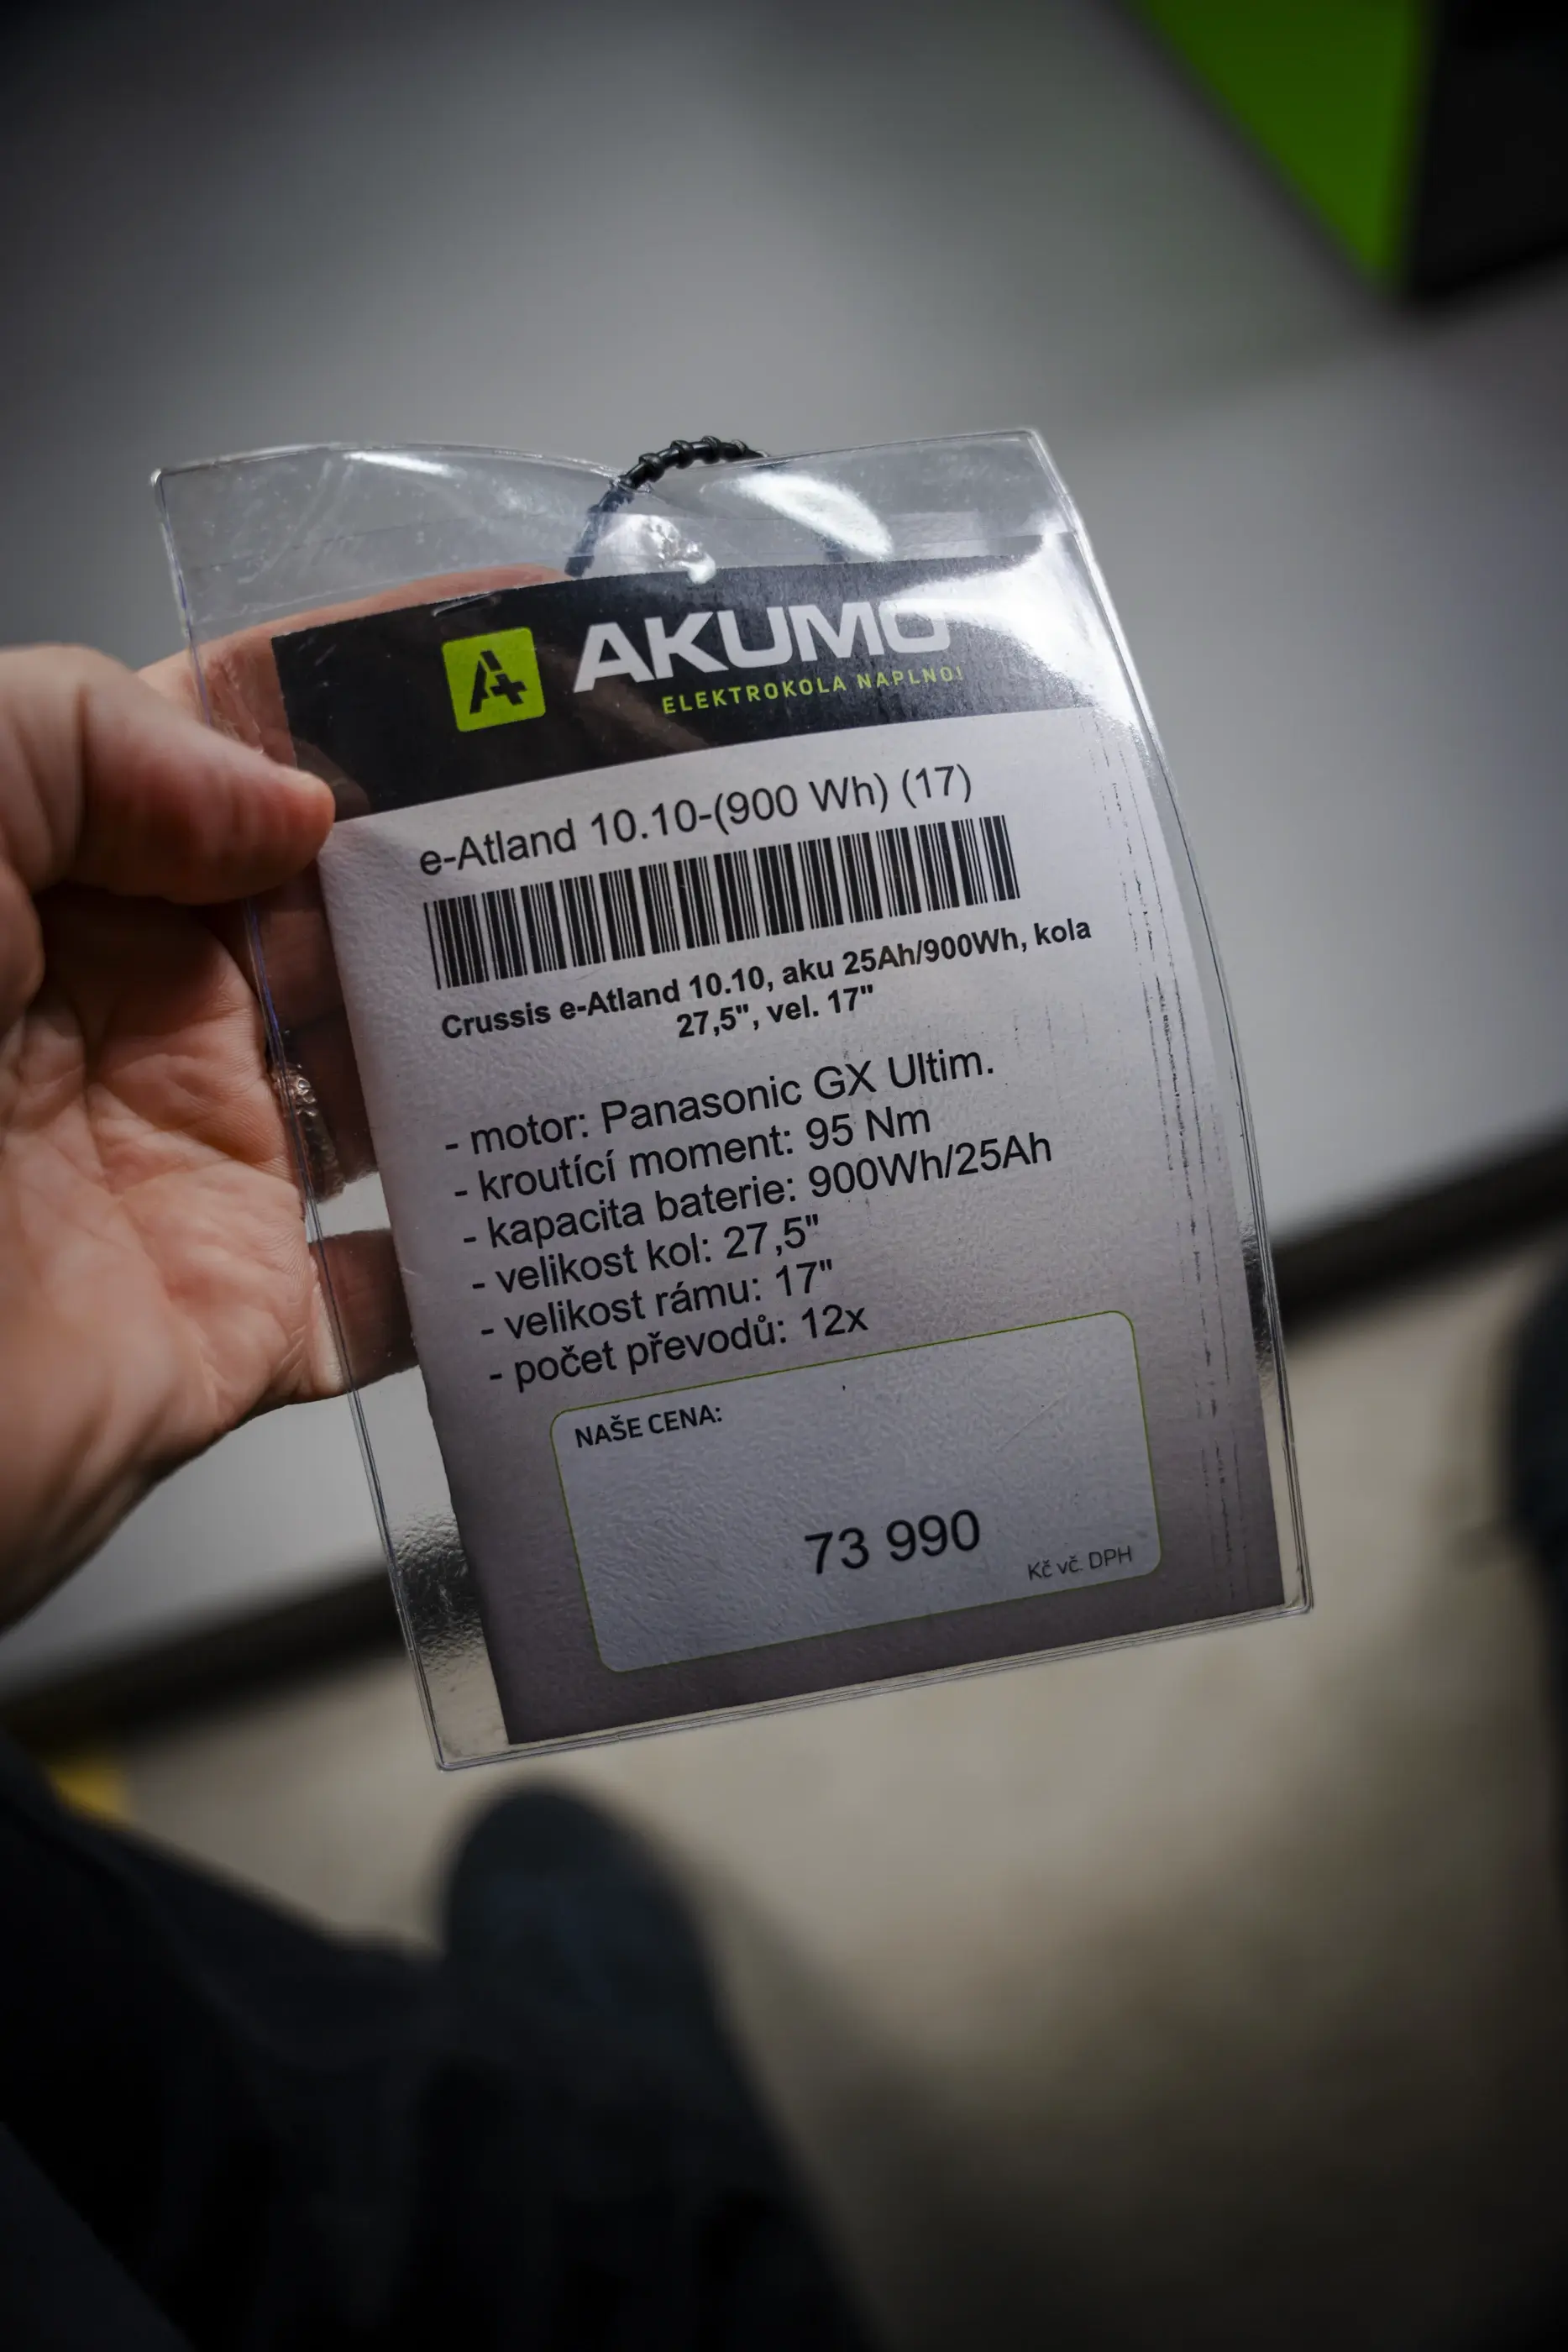 A+
AKUMO
ELEKTROKOLA NAPLNO!
e-Atland 10.10-(900 Wh) (17)
Crussis e-Atland 10.10, aku 25Ah/900Wh, kola
27,5", vel. 17"
- motor: Panasonic GX Ultim.
- kroutící moment: 95 Nm
- kapacita baterie: 900Wh/25Ah
- velikost kol: 27,5"
- velikost rámu: 17"
- počet převodů: 12x
NAŠE CENA:
73 990
Kč vč. DPH